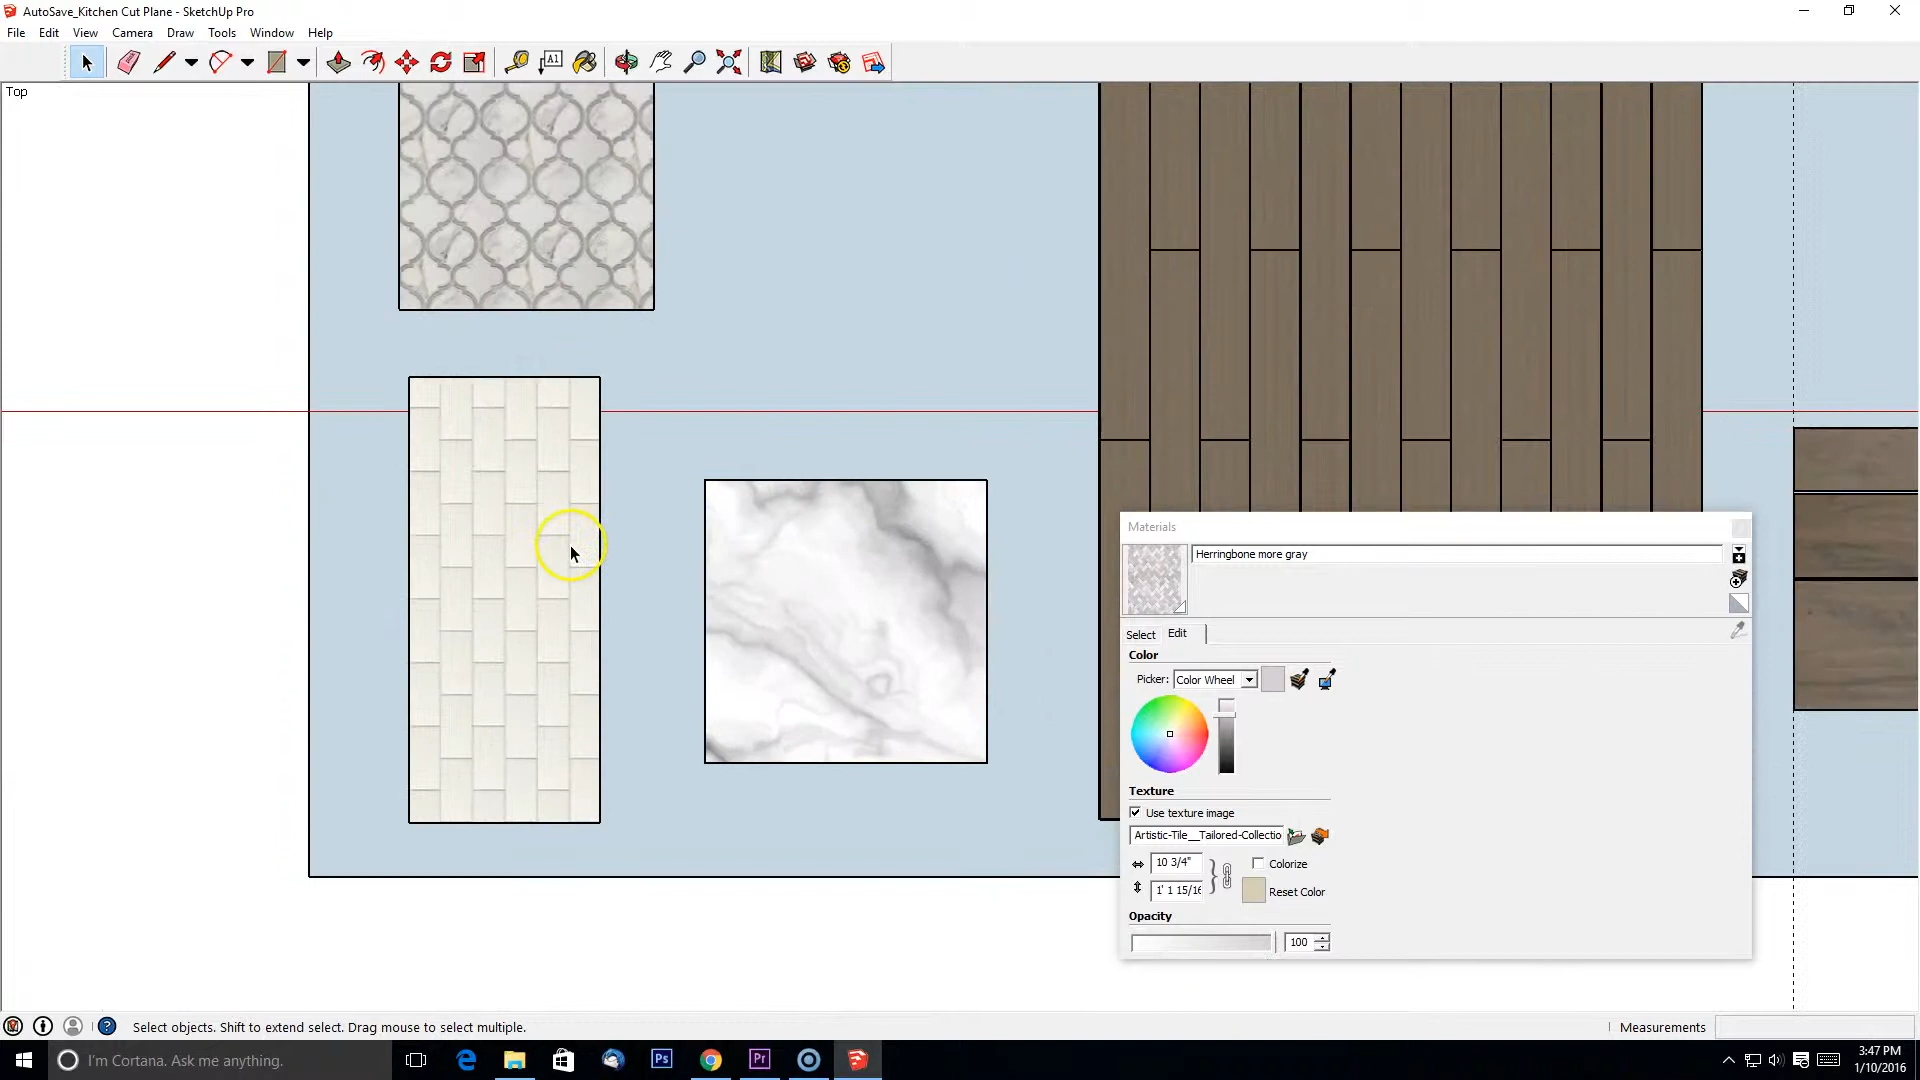 AutoSave_Kitchen Cut Plane - SketchUp Pro
File Edit View Camera Draw Tools Window Help
A1
Top
Materials
Herringbone more gray
Select Edit
Color
Picker: Color Wheel
Texture
Use texture image
Artistic-Tile__Tailored-Collectio
10 3/4"
Colorize
1' 1 15/16
Reset Color
Opacity
100
Select objects. Shift to extend select. Drag mouse to select multiple.
Measurements
I'm Cortana. Ask me anything.
Ps
Pr
3:47 PM
1/10/2016